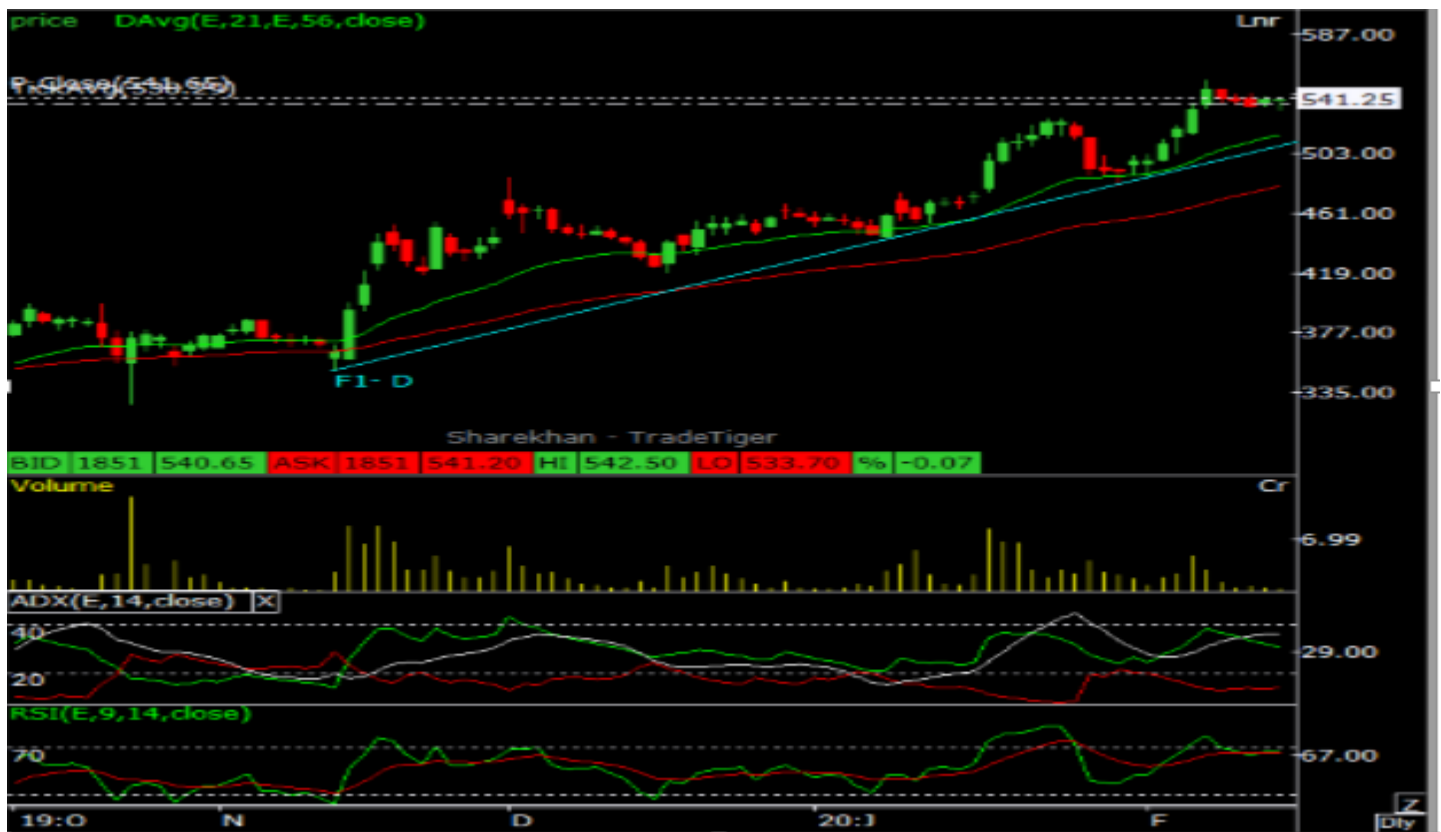 price DAvg(E,21,E,56,close) Lnr
587.00
P.Close(541.65)
TickAvg(538.29)
541.25
503.00
461.00
419.00
377.00
F1- D
335.00
Sharekhan - TradeTiger
BID 1851 540.65 ASK 1851 541.20 HI 542.50 LO 533.70 % -0.07
Volume Cr
6.99
ADX(E,14,close) X
40
29.00
20
RSI(E,9,14,close)
70 67.00
Z
19:O N D 20:J F Dly